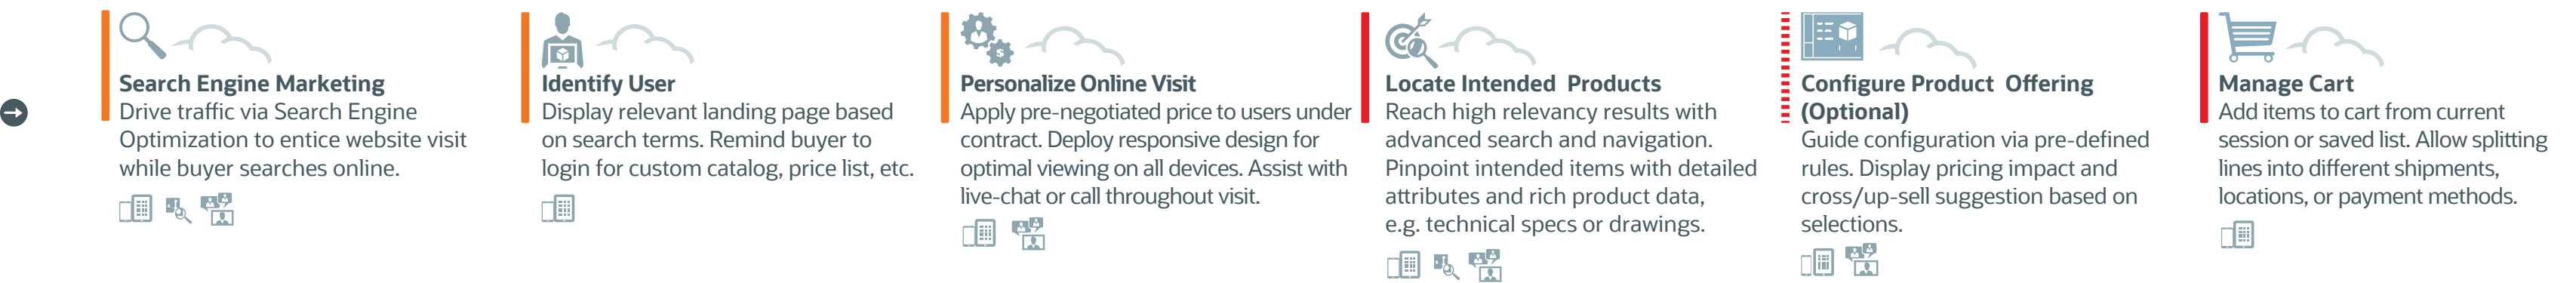 Search Engine Marketing
Drive traffic via Search Engine
Optimization to entice website visit
while buyer searches online.
Identify User
Display relevant landing page based
on search terms. Remind buyer to
login for custom catalog, price list, etc.
Personalize Online Visit
Apply pre-negotiated price to users under
contract. Deploy responsive design for
optimal viewing on all devices. Assist with
live-chat or call throughout visit.
Locate Intended Products
Reach high relevancy results with
advanced search and navigation.
Pinpoint intended items with detailed
attributes and rich product data,
e.g. technical specs or drawings.
Configure Product Offering
(Optional)
Guide configuration via pre-defined
rules. Display pricing impact and
cross/up-sell suggestion based on
selections.
Manage Cart
Add items to cart from current
session or saved list. Allow splitting
lines into different shipments,
locations, or payment methods.